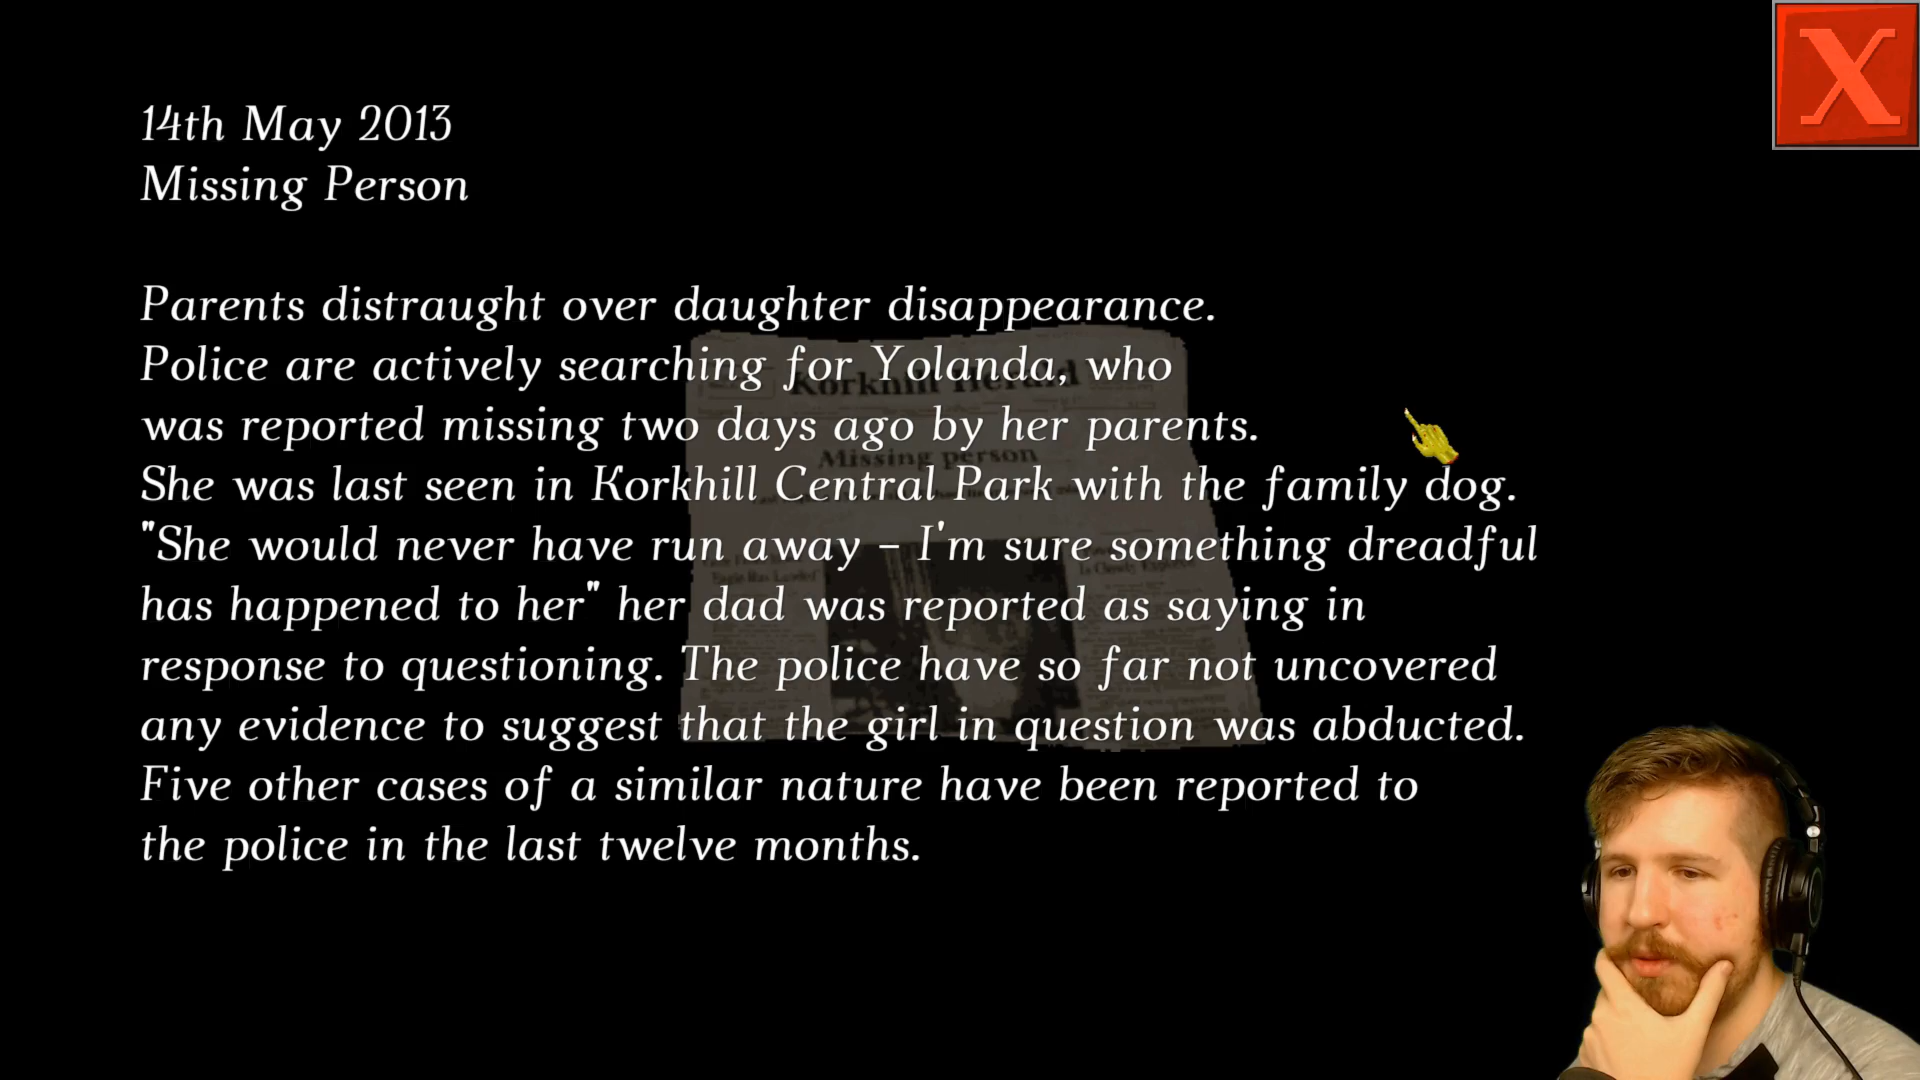 14th May 2013
Missing Person
Parents distraught over daughter disappearance.
Police are actively searching for Yolanda, who
was reported missing two days ago by her parents.
She was last seen in Korkhill Central Park with the family dog.
"She would never have run away – I'm sure something dreadful
has happened to her" her dad was reported as saying in
response to questioning. The police have so far not uncovered
any evidence to suggest that the girl in question was abducted.
Five other cases of a similar nature have been reported to
the police in the last twelve months.
X
Korkhill Herald
Missing person